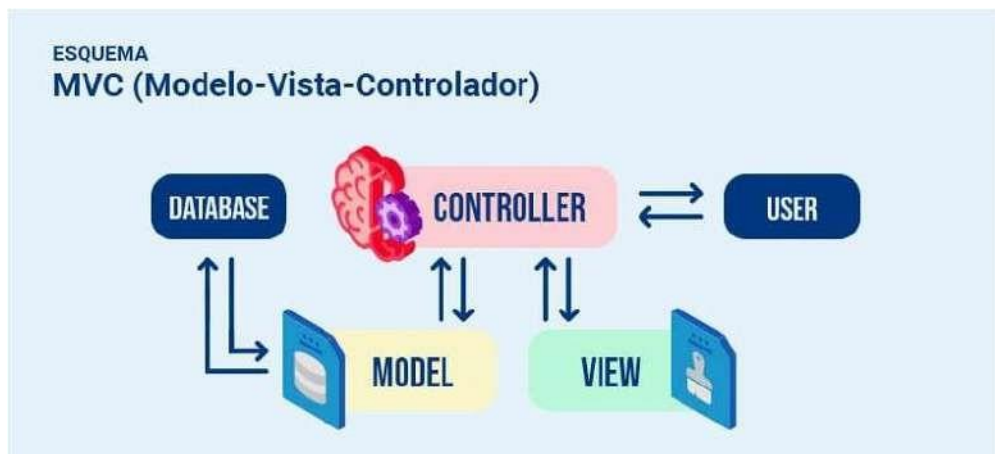 ESQUEMA
MVC (Modelo-Vista-Controlador)
DATABASE
CONTROLLER
USER
MODEL
VIEW